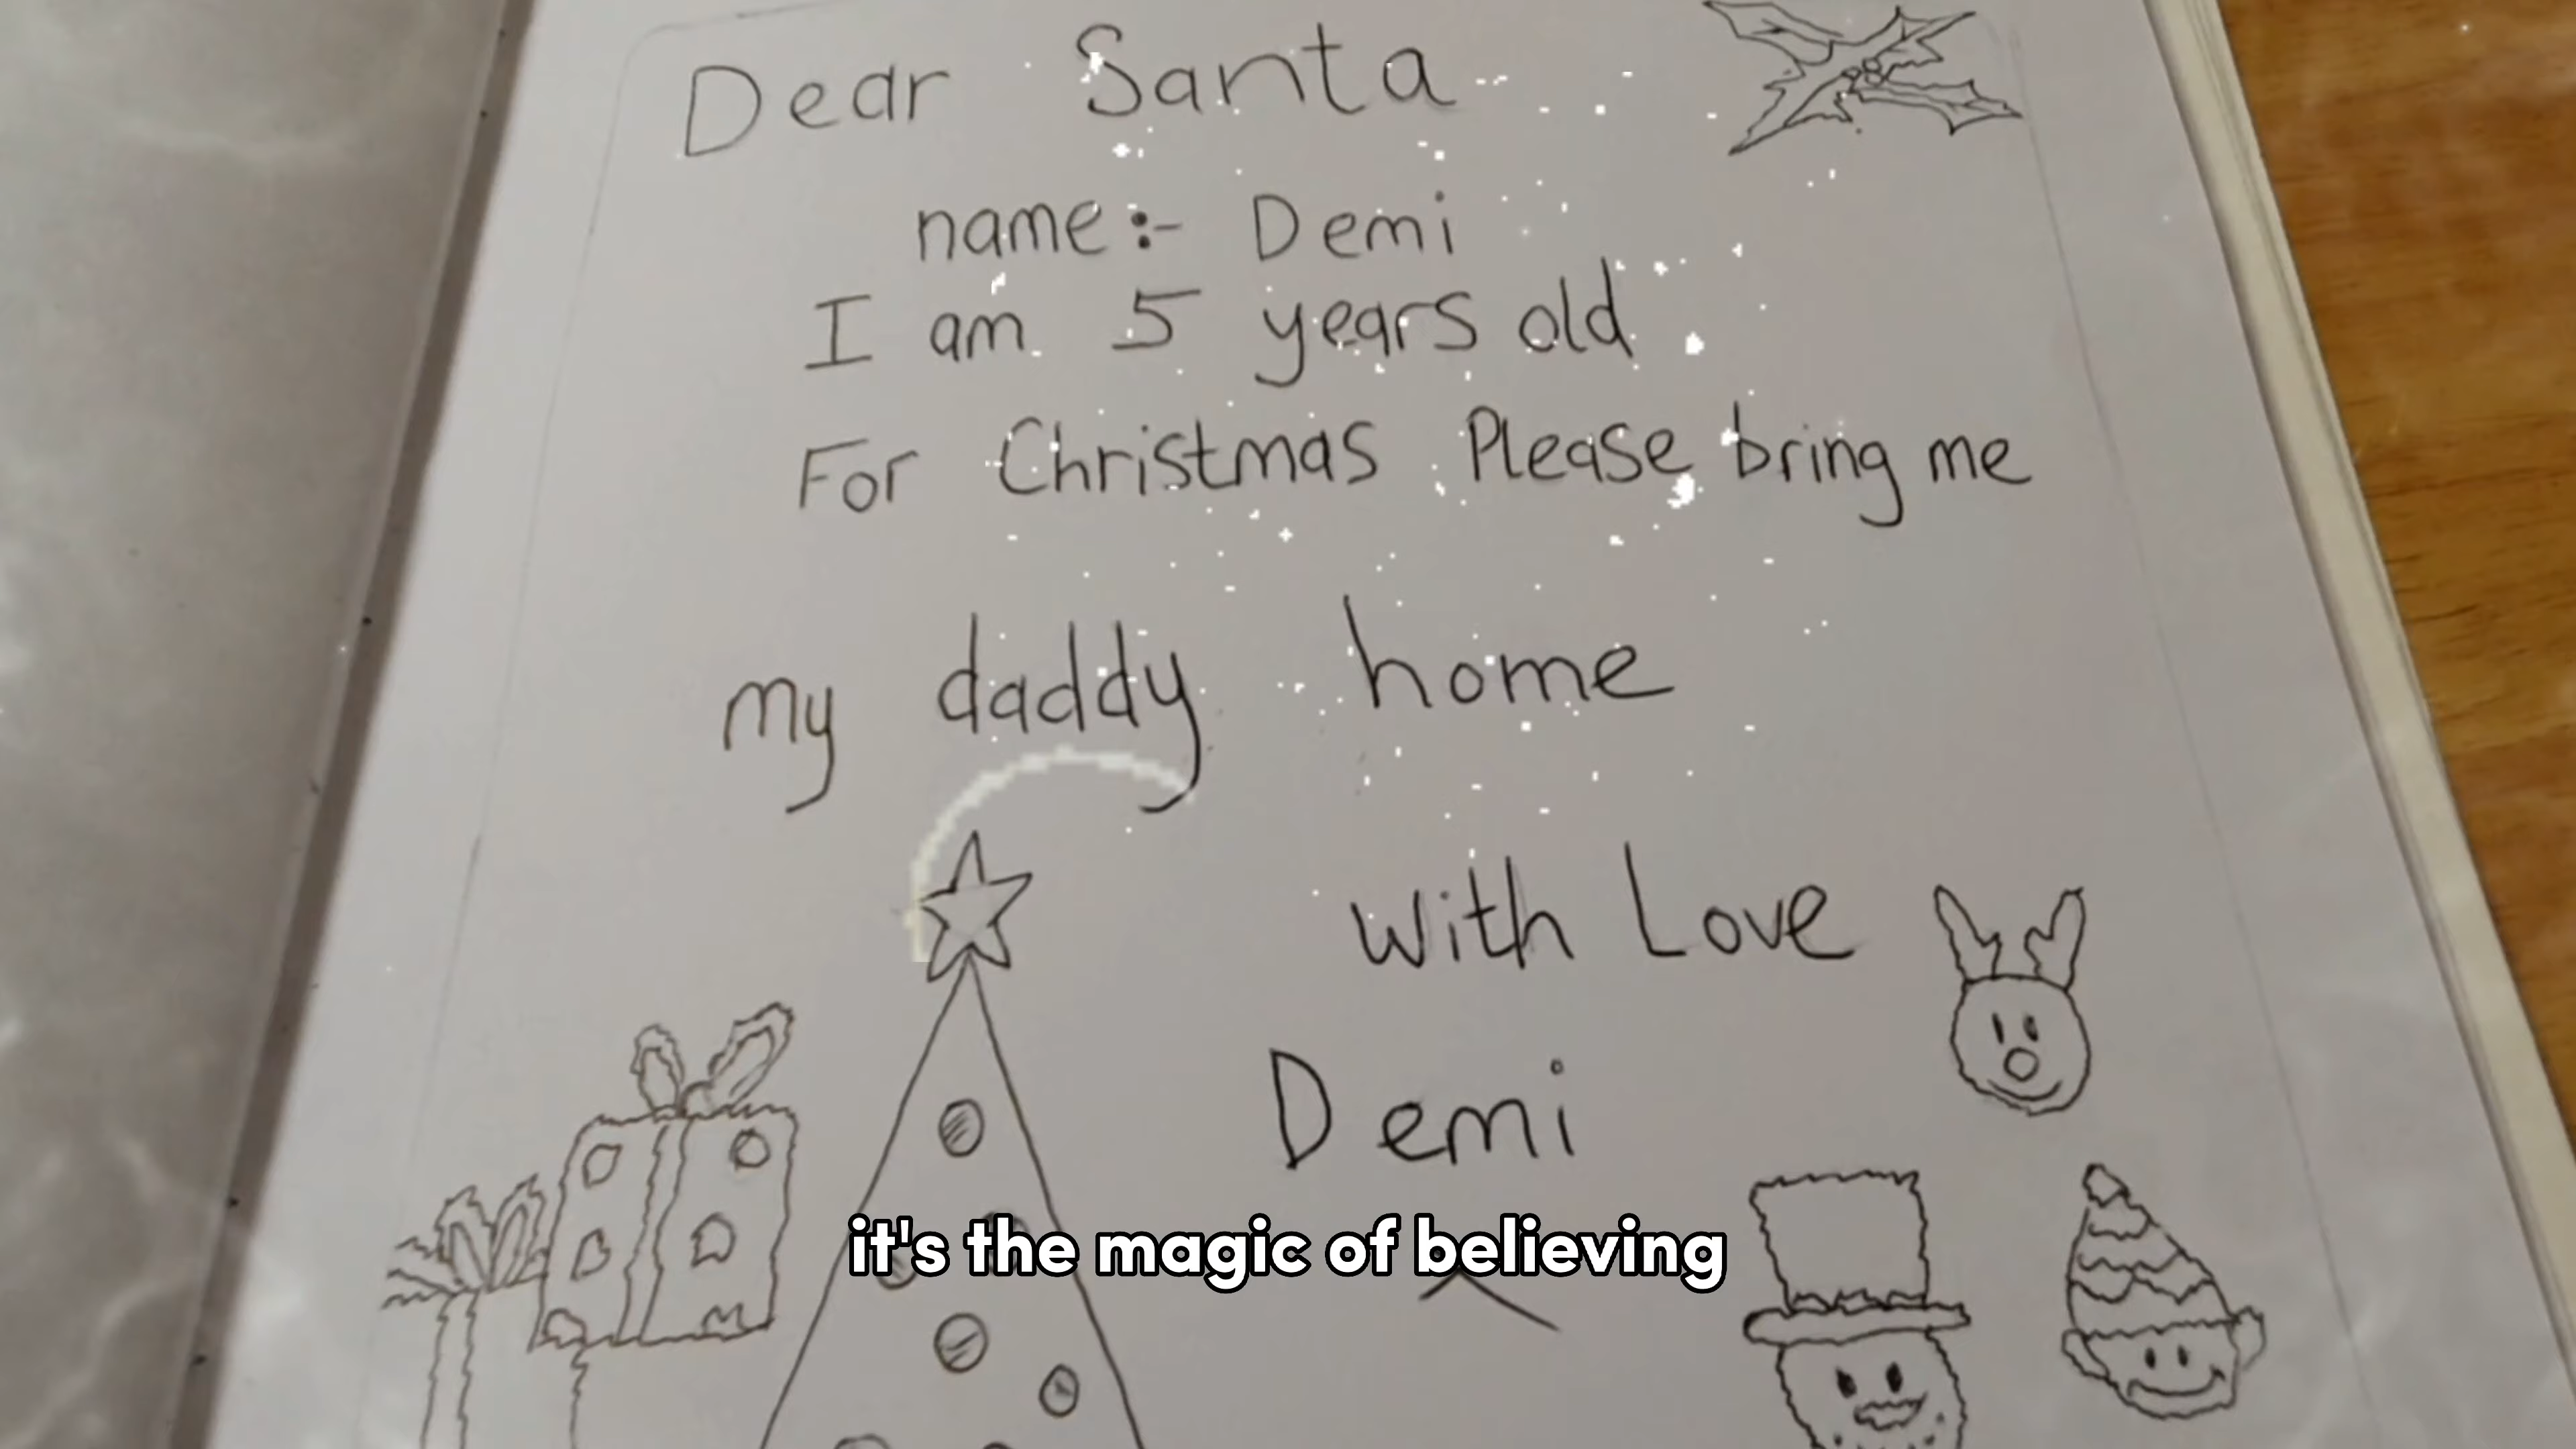 Dear Santa
name:- Demi
I am 5 years old
For Christmas Please bring me
my daddy home
with Love
Demi
it's the magic of believing